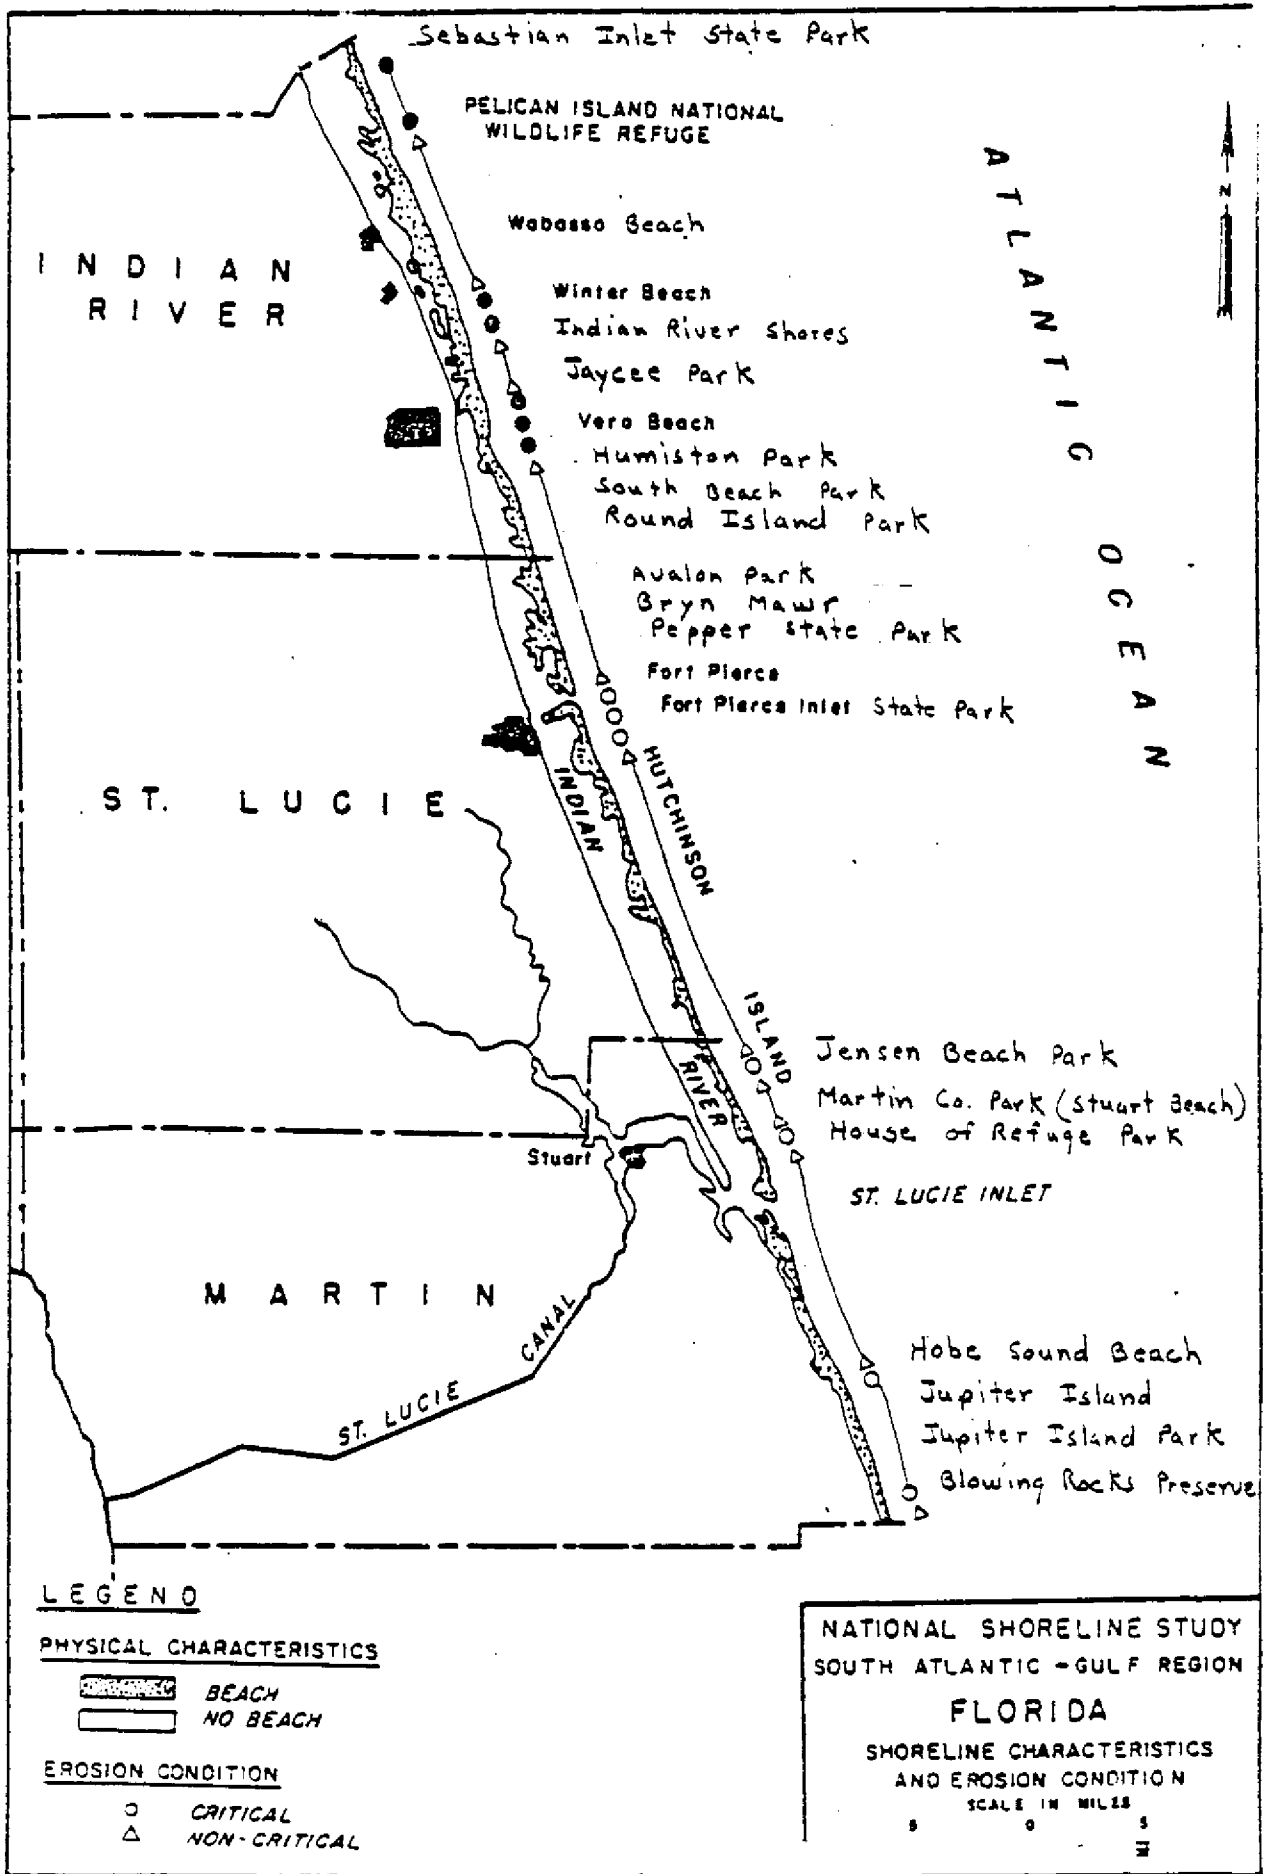 Sebastian Inlet State Park
PELICAN ISLAND NATIONAL
WILDLIFE REFUGE
Wabasso Beach
INDIAN
RIVER
Winter Beach
Indian River Shores
Jaycee Park
Vero Beach
Humiston Park
South Beach Park
Round Island Park
ATLANTIC OCEAN
N
Avalon Park
Bryn Mawr
Pepper State Park
Fort Pierce
Fort Pierce Inlet State Park
ST. LUCIE
HUTCHINSON ISLAND
INDIAN RIVER
Jensen Beach Park
Martin Co. Park (Stuart Beach)
House of Refuge Park
Stuart
ST. LUCIE INLET
MARTIN
ST. LUCIE CANAL
Hobe Sound Beach
Jupiter Island
Jupiter Island Park
Blowing Rocks Preserve
LEGEND
PHYSICAL CHARACTERISTICS
BEACH
NO BEACH
EROSION CONDITION
CRITICAL
NON-CRITICAL
NATIONAL SHORELINE STUDY
SOUTH ATLANTIC - GULF REGION
FLORIDA
SHORELINE CHARACTERISTICS
AND EROSION CONDITION
SCALE IN MILES
5 0 5